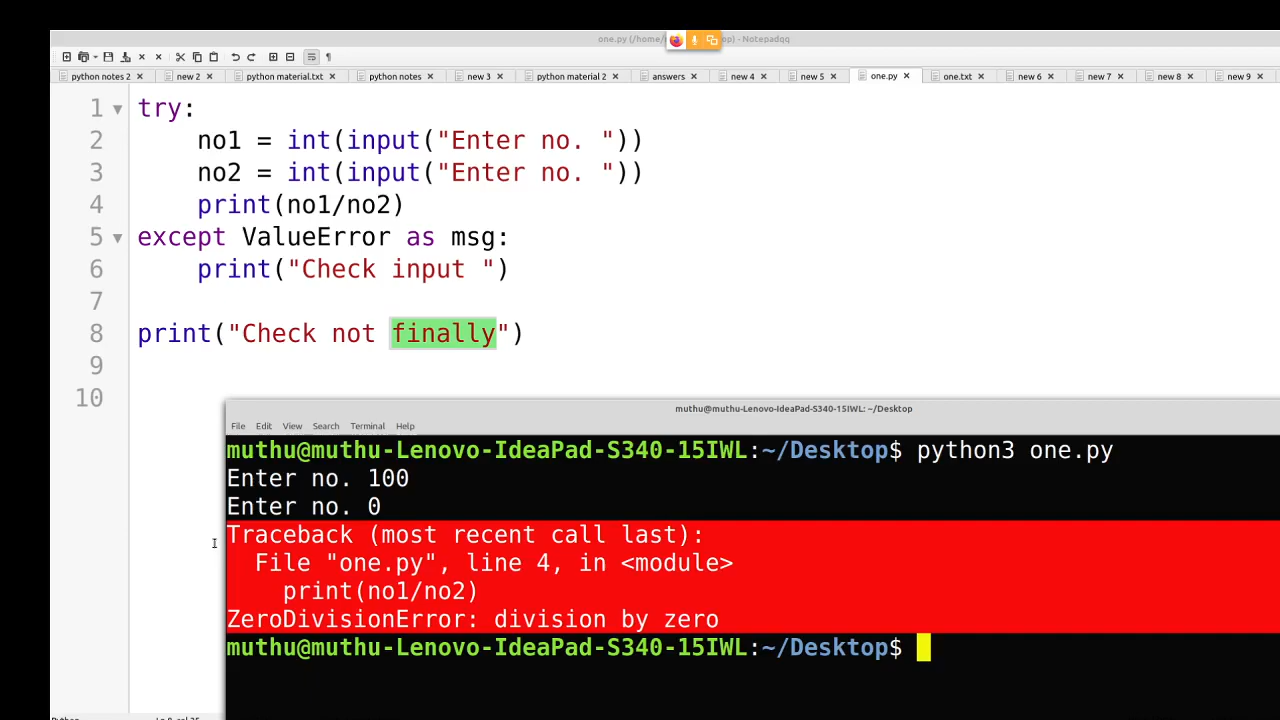 one.py (/home/
top) - Notepadqq
python notes 2 new 2 python material.txt python notes new 3 python material 2 answers new 4 new 5 one.py one.txt new 6 new 7 new 8 new 9
1 try:
2 no1 = int(input("Enter no. "))
3 no2 = int(input("Enter no. "))
4 print(no1/no2)
5 except ValueError as msg:
6 print("Check input ")
7
8 print("Check not finally")
9
10
muthu@muthu-Lenovo-IdeaPad-S340-15IWL: ~/Desktop
File Edit View Search Terminal Help
muthu@muthu-Lenovo-IdeaPad-S340-15IWL:~/Desktop$ python3 one.py
Enter no. 100
Enter no. 0
Traceback (most recent call last):
File "one.py", line 4, in <module>
print(no1/no2)
ZeroDivisionError: division by zero
muthu@muthu-Lenovo-IdeaPad-S340-15IWL:~/Desktop$